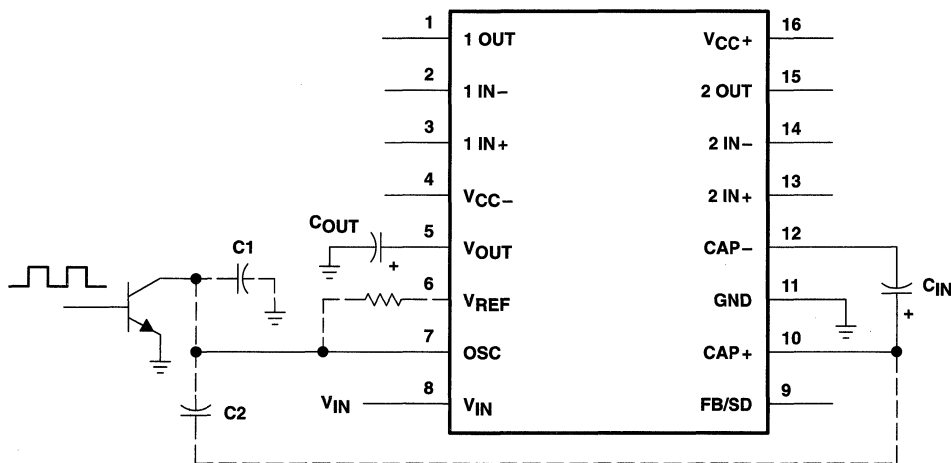 1
1 OUT
VCC+
16
2
1 IN−
2 OUT
15
3
1 IN+
2 IN−
14
4
VCC−
2 IN+
13
COUT
+
5
VOUT
CAP−
12
C1
6
VREF
GND
11
CIN
+
7
OSC
CAP+
10
C2
VIN
8
VIN
FB/SD
9